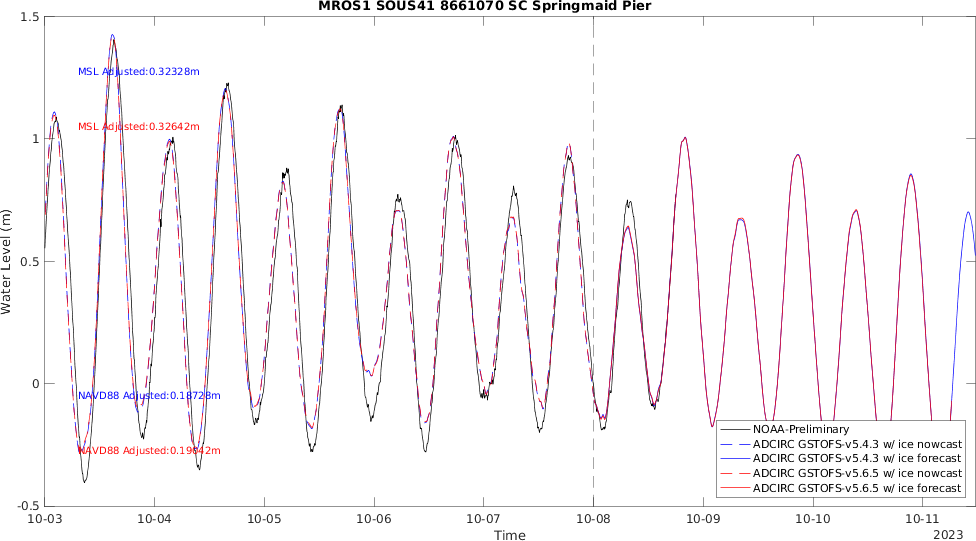 MROS1 SOUS41 8661070 SC Springmaid Pier
1.5
1
0.5
0
-0.5
Water Level (m)
MSL Adjusted:0.32328m
MSL Adjusted:0.32642m
NAVD88 Adjusted:0.18728m
NAVD88 Adjusted:0.19042m
NOAA-Preliminary
ADCIRC GSTOFS-v5.4.3 w/ ice nowcast
ADCIRC GSTOFS-v5.4.3 w/ ice forecast
ADCIRC GSTOFS-v5.6.5 w/ ice nowcast
ADCIRC GSTOFS-v5.6.5 w/ ice forecast
10-03 10-04 10-05 10-06 10-07 10-08 10-09 10-10 10-11
Time
2023